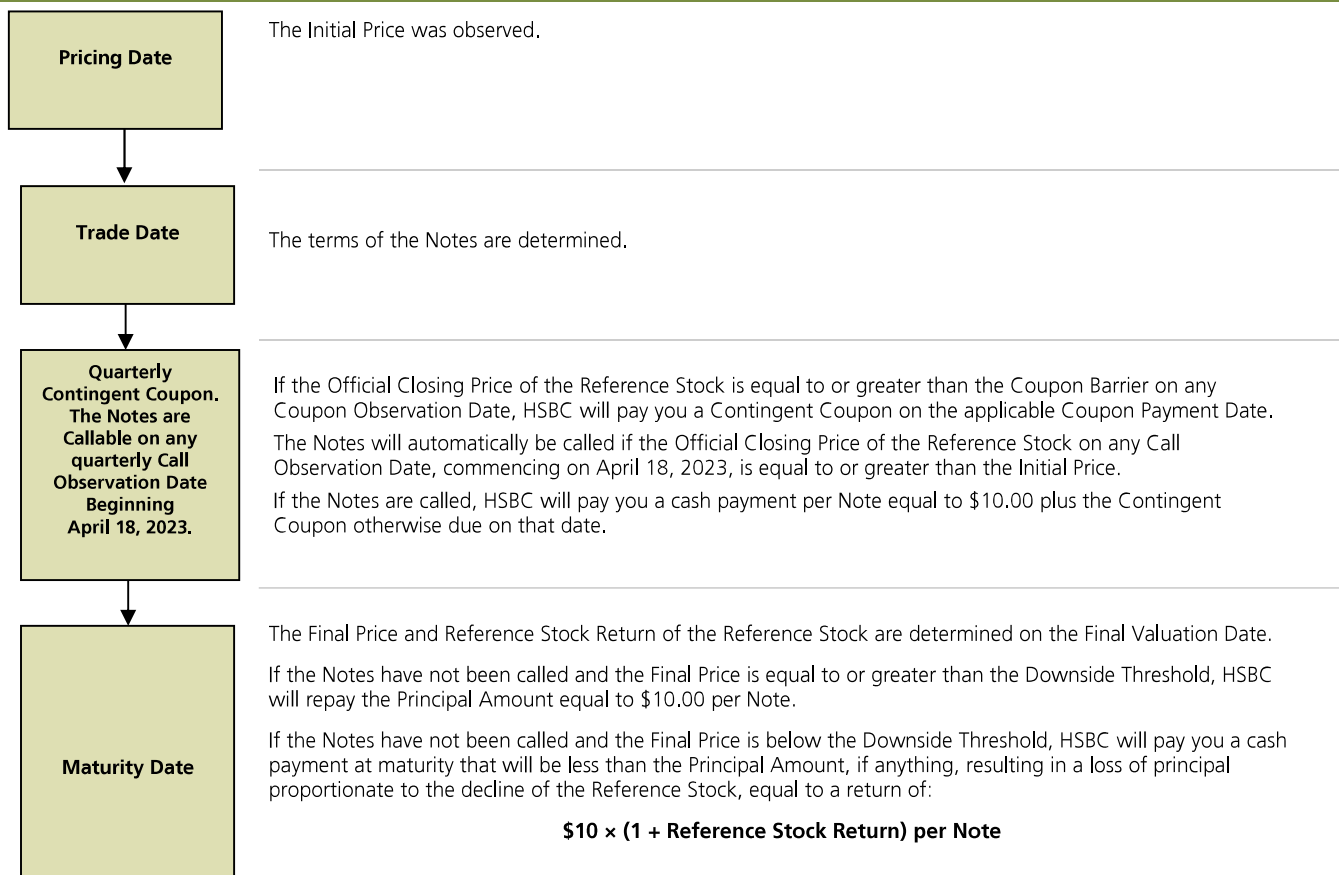 Pricing Date
The Initial Price was observed.
Trade Date
The terms of the Notes are determined.
Quarterly
Contingent Coupon.
The Notes are
Callable on any
quarterly Call
Observation Date
Beginning
April 18, 2023.
If the Official Closing Price of the Reference Stock is equal to or greater than the Coupon Barrier on any
Coupon Observation Date, HSBC will pay you a Contingent Coupon on the applicable Coupon Payment Date.
The Notes will automatically be called if the Official Closing Price of the Reference Stock on any Call
Observation Date, commencing on April 18, 2023, is equal to or greater than the Initial Price.
If the Notes are called, HSBC will pay you a cash payment per Note equal to $10.00 plus the Contingent
Coupon otherwise due on that date.
Maturity Date
The Final Price and Reference Stock Return of the Reference Stock are determined on the Final Valuation Date.
If the Notes have not been called and the Final Price is equal to or greater than the Downside Threshold, HSBC
will repay the Principal Amount equal to $10.00 per Note.
If the Notes have not been called and the Final Price is below the Downside Threshold, HSBC will pay you a cash
payment at maturity that will be less than the Principal Amount, if anything, resulting in a loss of principal
proportionate to the decline of the Reference Stock, equal to a return of:
$10 × (1 + Reference Stock Return) per Note